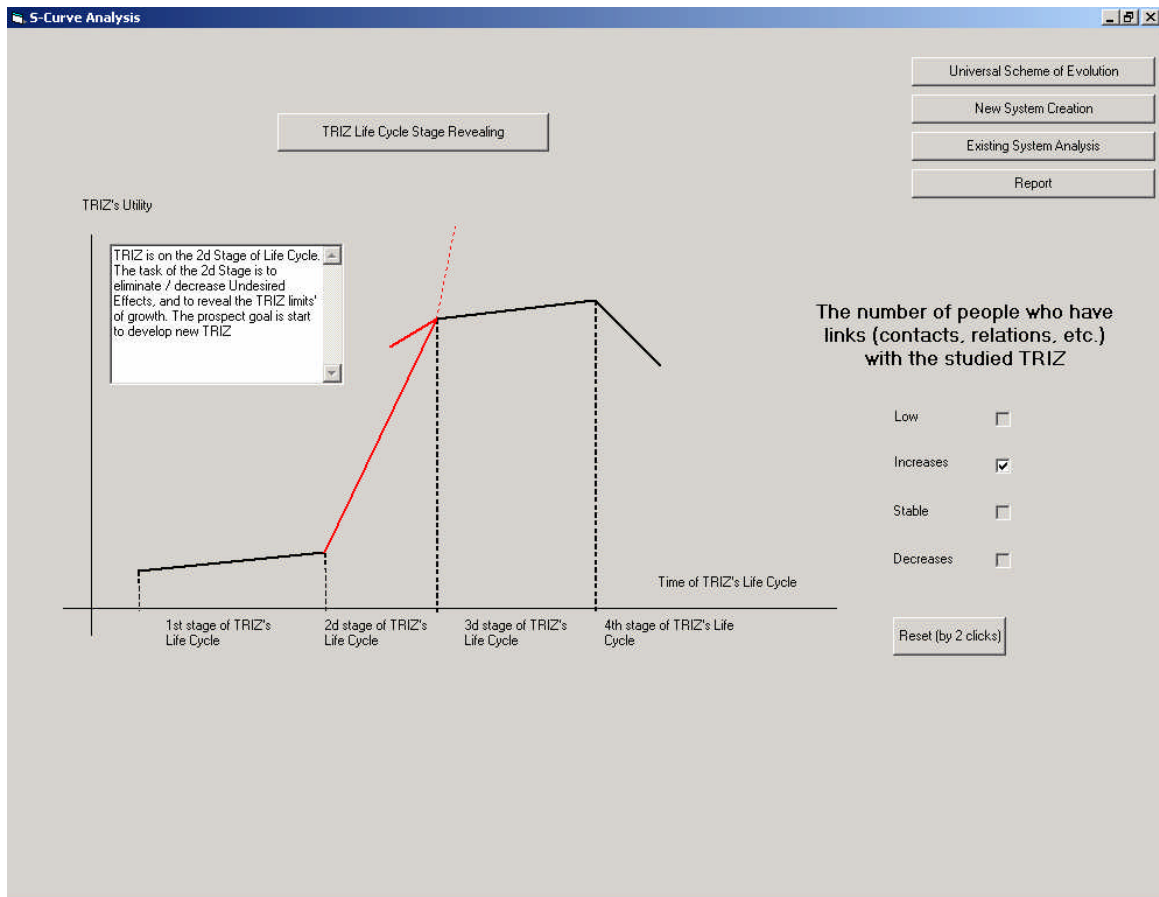 S-Curve Analysis
Universal Scheme of Evolution
New System Creation
TRIZ Life Cycle Stage Revealing
Existing System Analysis
Report
TRIZ's Utility
TRIZ is on the 2d Stage of Life Cycle.
The task of the 2d Stage is to
eliminate / decrease Undesired
Effects, and to reveal the TRIZ limits'
of growth. The prospect goal is start
to develop new TRIZ
The number of people who have
links (contacts, relations, etc.)
with the studied TRIZ
Low
Increases
Stable
Decreases
Time of TRIZ's Life Cycle
1st stage of TRIZ's
Life Cycle
2d stage of TRIZ's
Life Cycle
3d stage of TRIZ's
Life Cycle
4th stage of TRIZ's Life
Cycle
Reset (by 2 clicks)